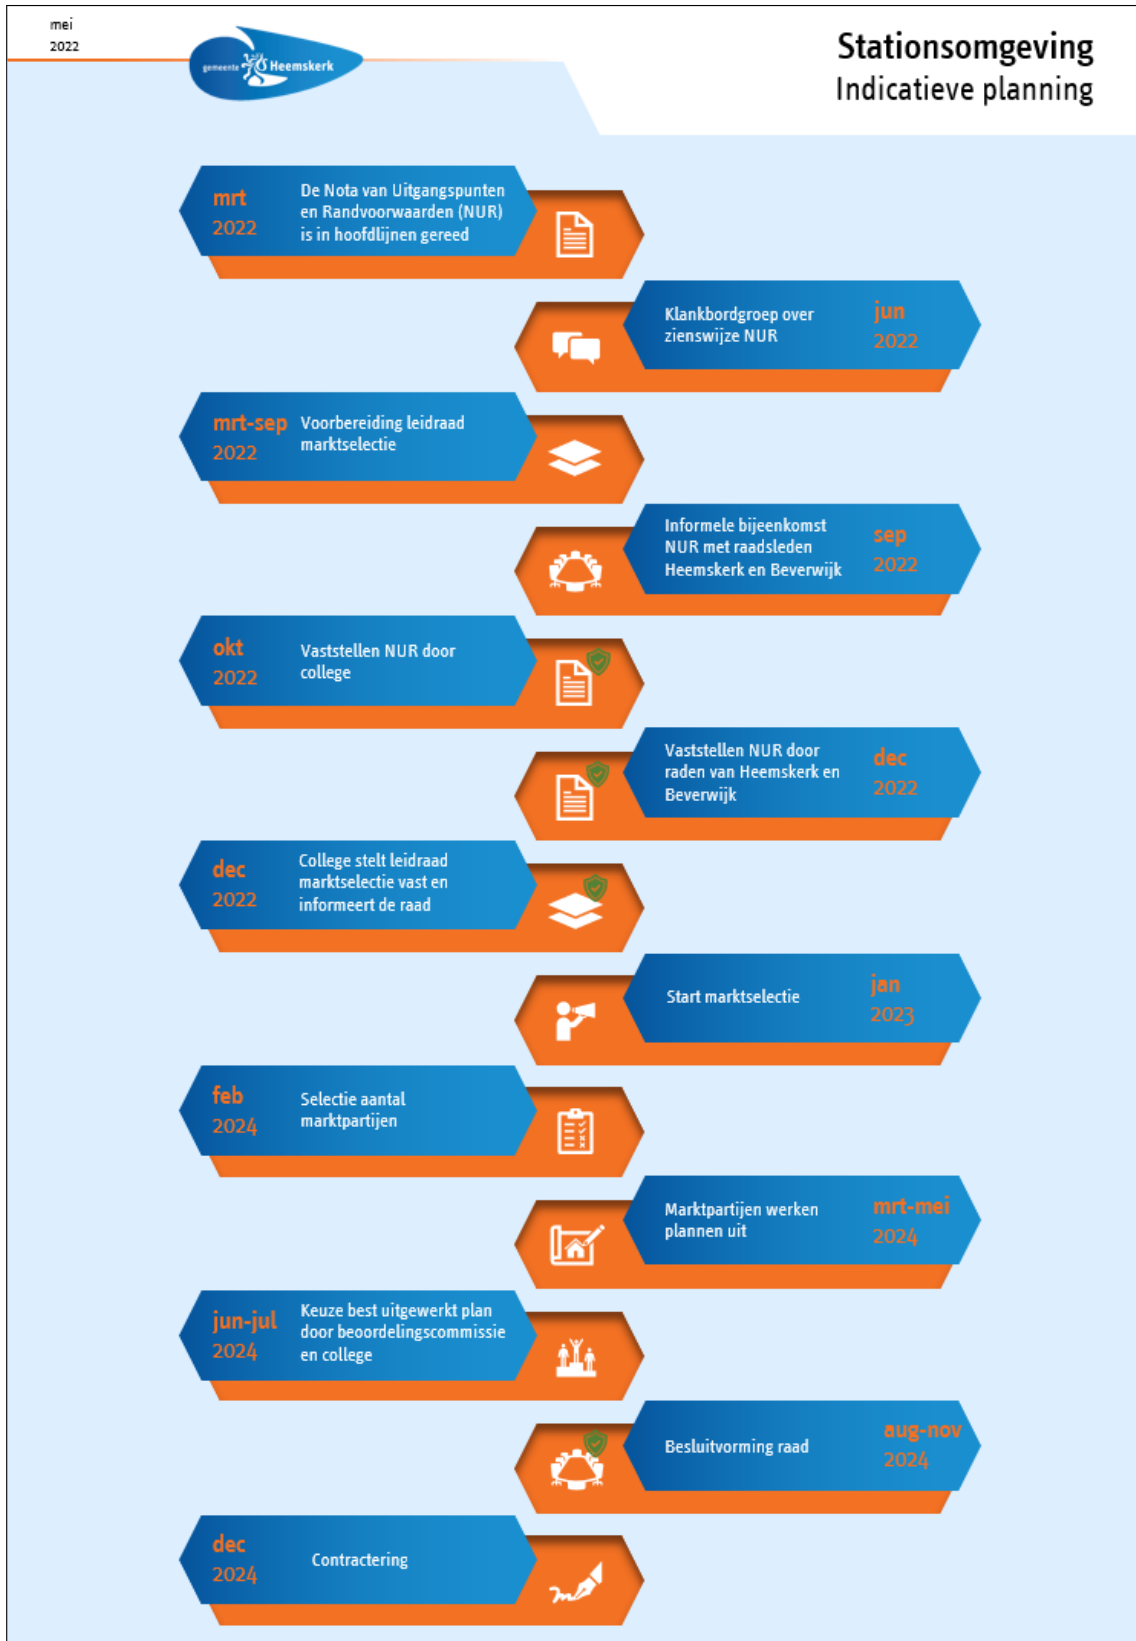 mei
2022
gemeente Heemskerk
Stationsomgeving
Indicatieve planning
mrt
2022
De Nota van Uitgangspunten
en Randvoorwaarden (NUR)
is in hoofdlijnen gereed
Klankbordgroep over
zienswijze NUR
jun
2022
mrt-sep
2022
Voorbereiding leidraad
marktselectie
Informele bijeenkomst
NUR met raadsleden
Heemskerk en Beverwijk
sep
2022
okt
2022
Vaststellen NUR door
college
Vaststellen NUR door
raden van Heemskerk en
Beverwijk
dec
2022
dec
2022
College stelt leidraad
marktselectie vast en
informeert de raad
Start marktselectie
jan
2023
feb
2024
Selectie aantal
marktpartijen
Marktpartijen werken
plannen uit
mrt-mei
2024
jun-jul
2024
Keuze best uitgewerkt plan
door beoordelingscommissie
en college
Besluitvorming raad
aug-nov
2024
dec
2024
Contractering